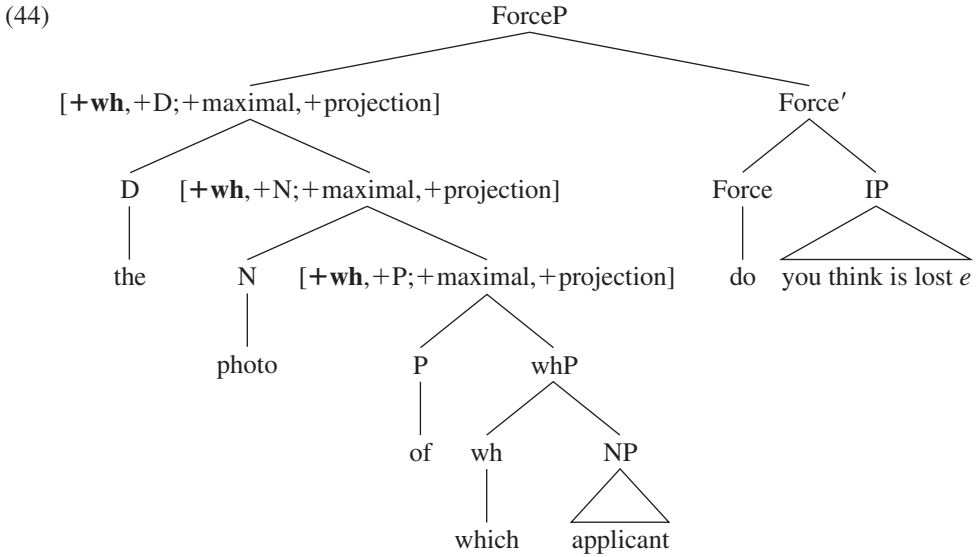 (44) ForceP
[+wh, +D; +maximal, +projection] Force′
D [+wh, +N; +maximal, +projection] Force IP
the N [+wh, +P; +maximal, +projection] do you think is lost e
photo P whP
of wh NP
which applicant